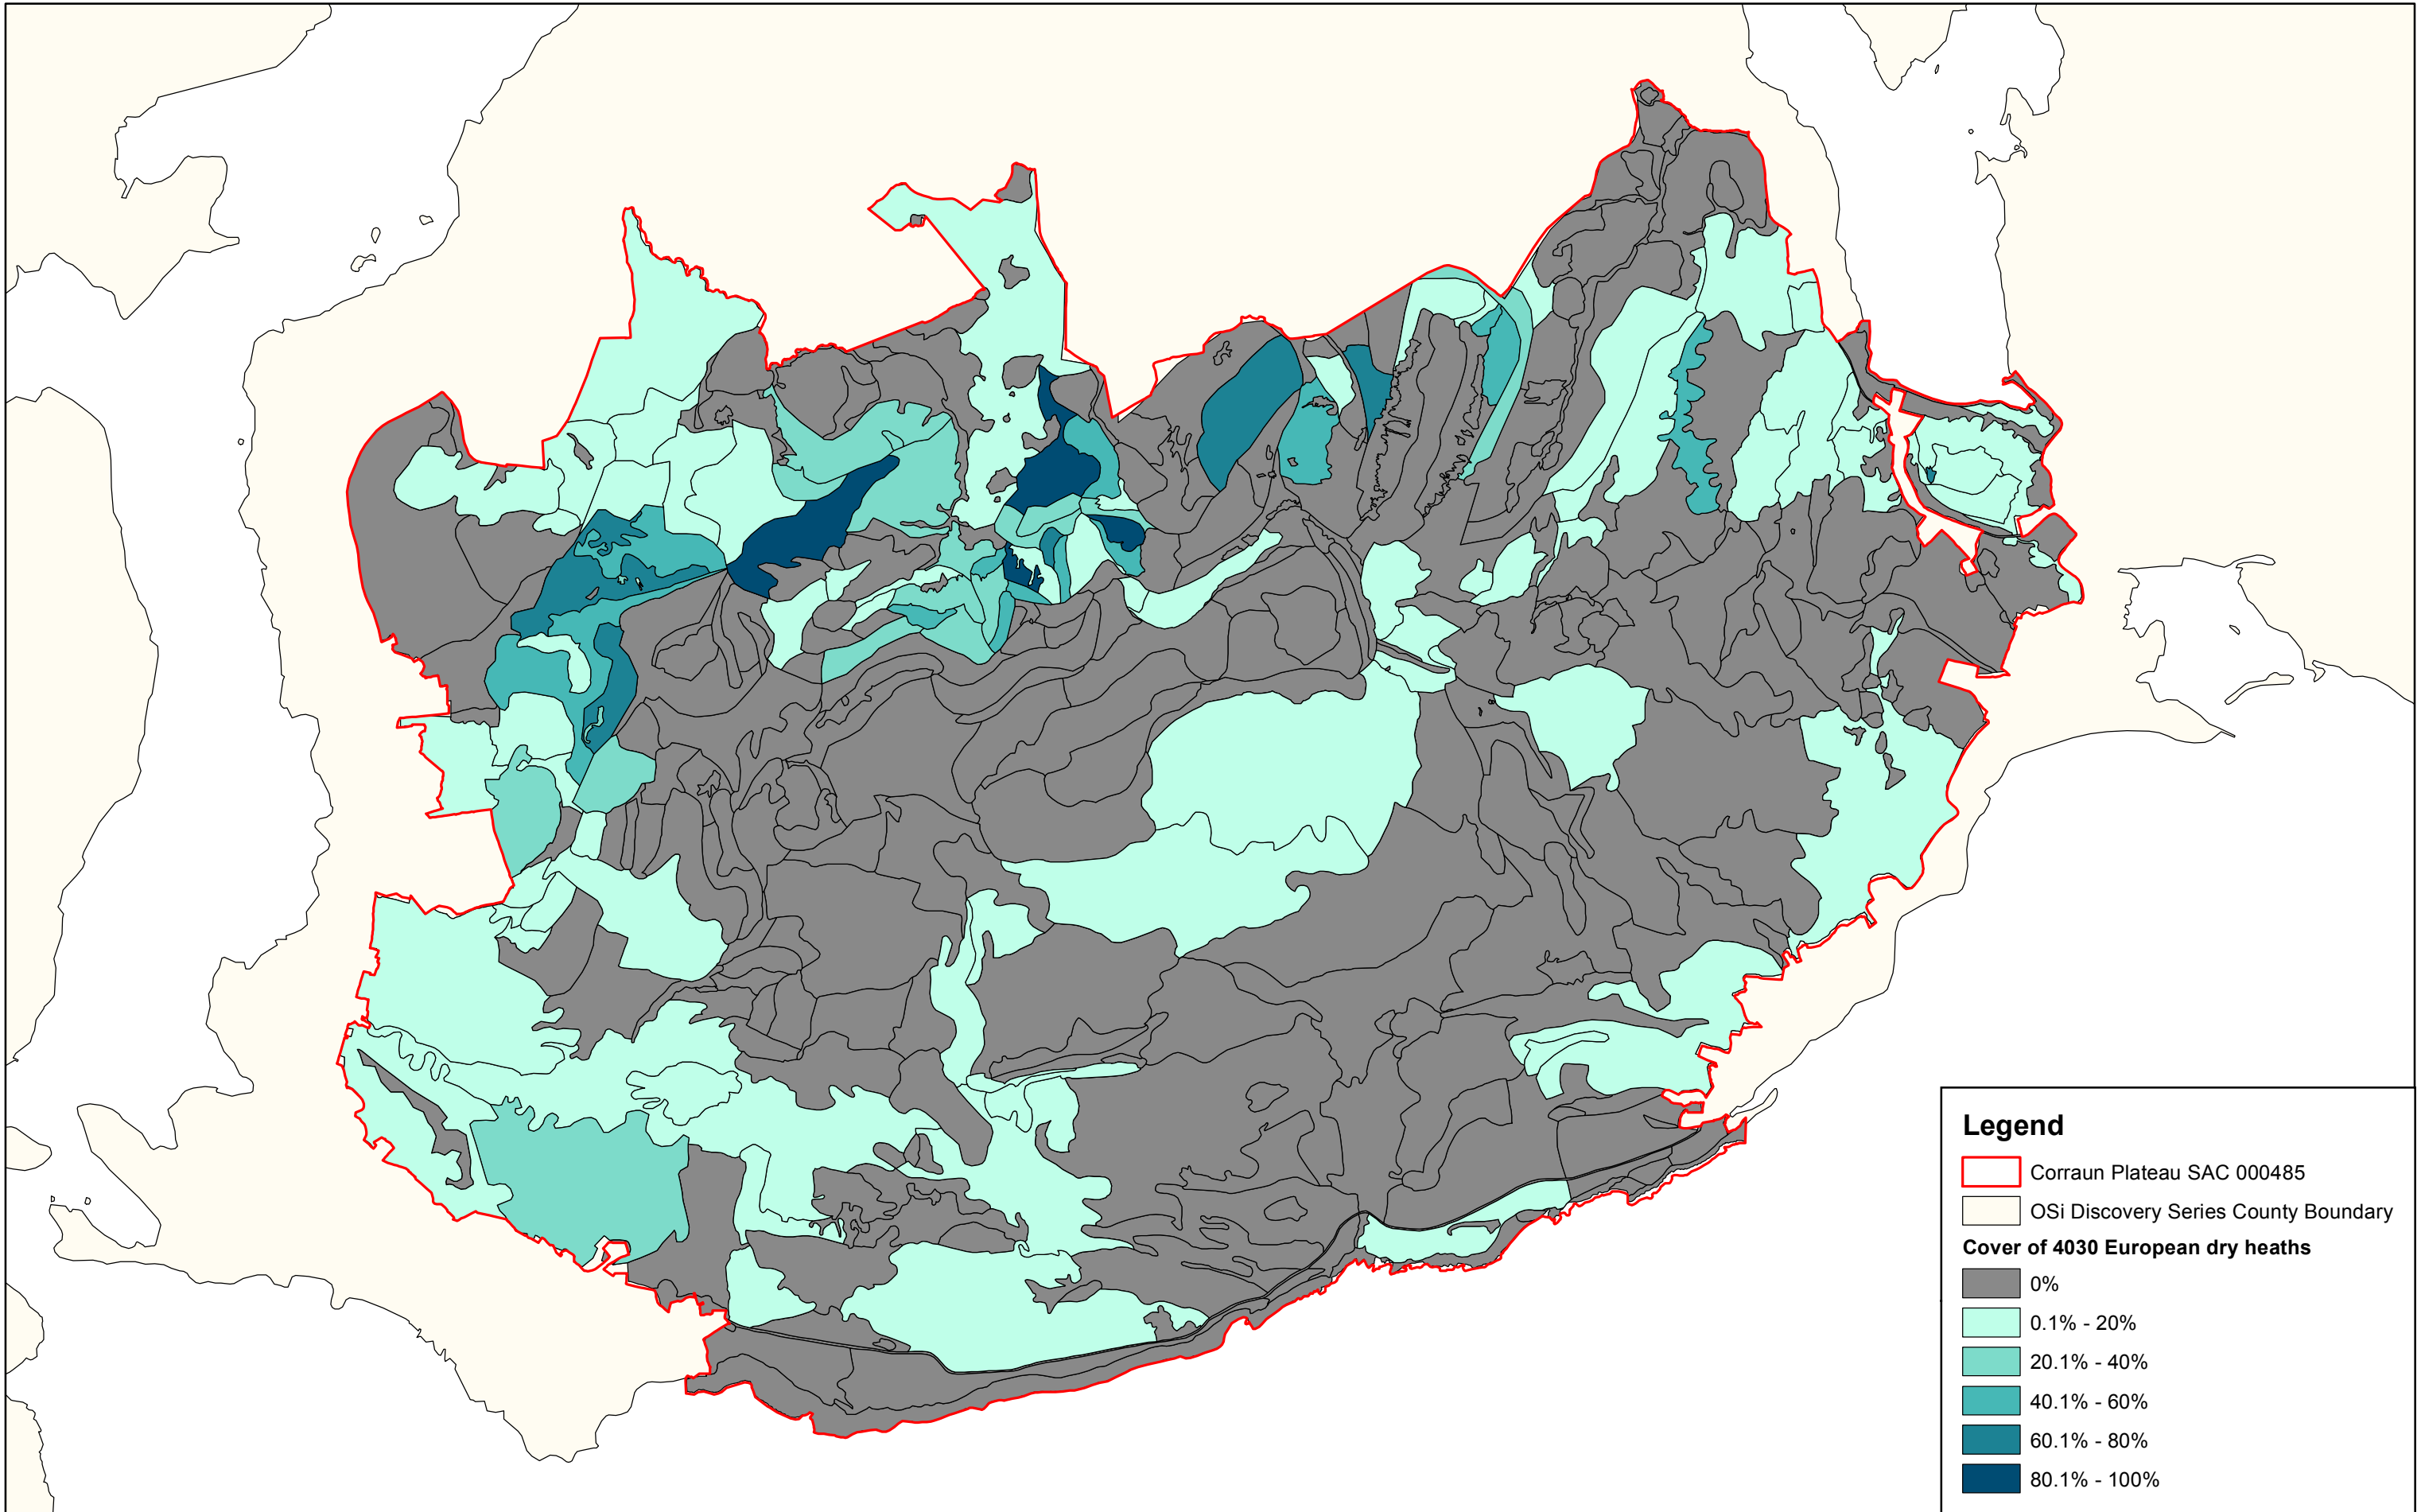 Legend
Corraun Plateau SAC 000485
OSi Discovery Series County Boundary
Cover of 4030 European dry heaths
0%
0.1% - 20%
20.1% - 40%
40.1% - 60%
60.1% - 80%
80.1% - 100%